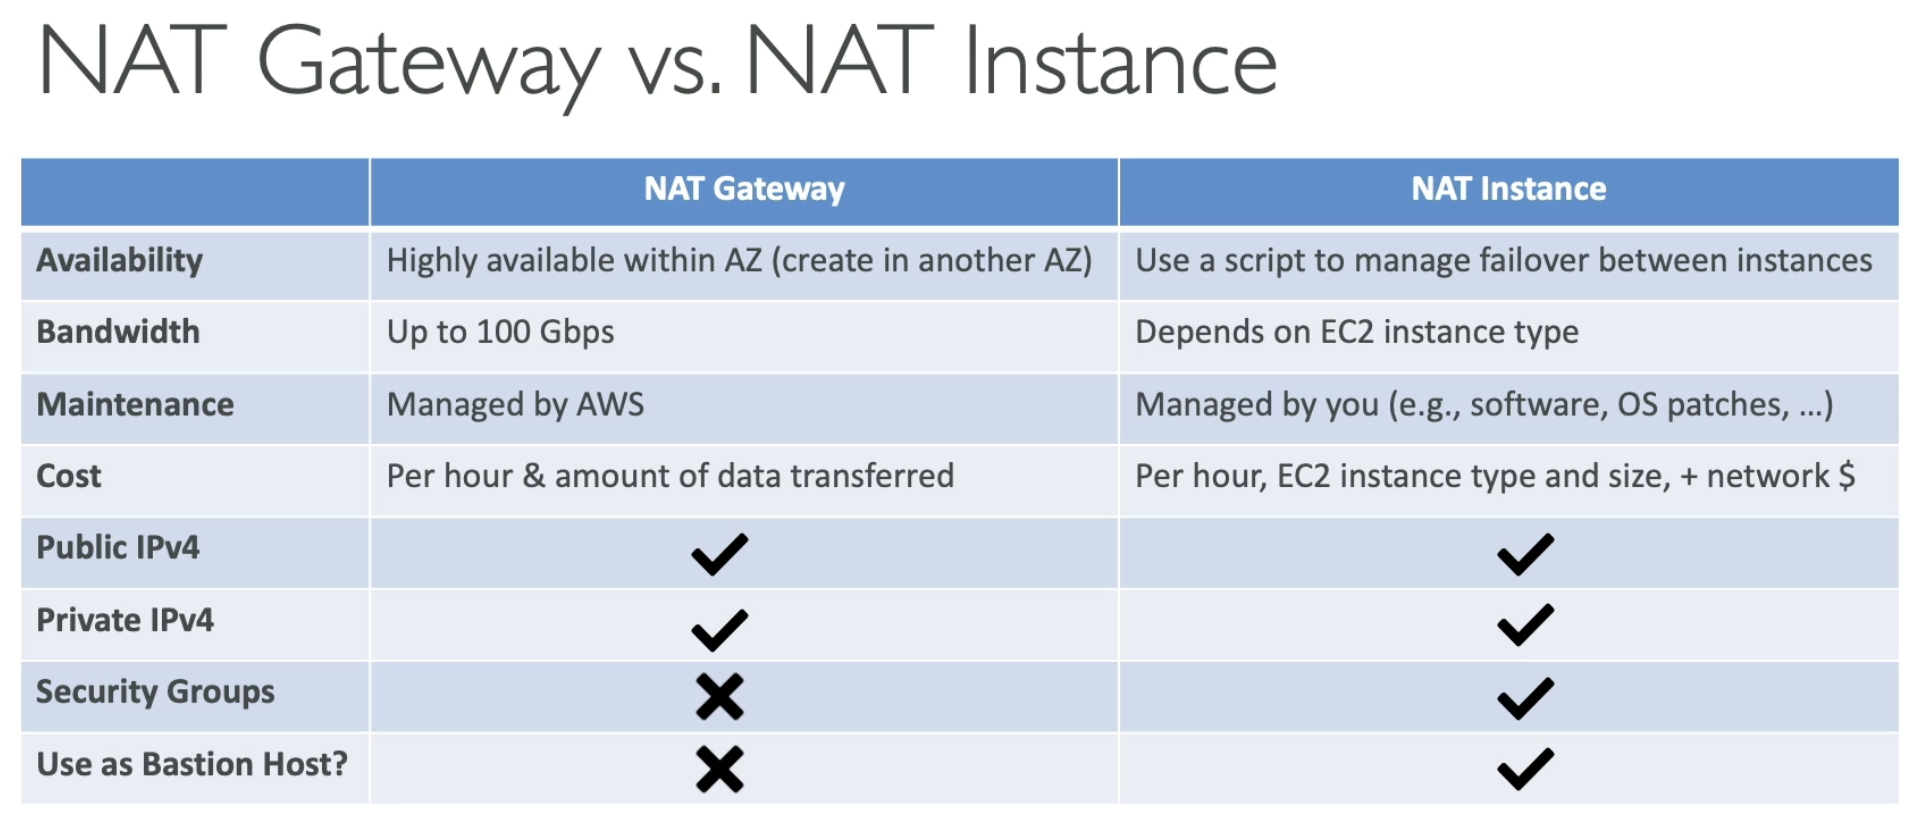 NAT Gateway vs. NAT Instance
NAT Gateway NAT Instance
Availability Highly available within AZ (create in another AZ) Use a script to manage failover between instances
Bandwidth Up to 100 Gbps Depends on EC2 instance type
Maintenance Managed by AWS Managed by you (e.g., software, OS patches, …)
Cost Per hour & amount of data transferred Per hour, EC2 instance type and size, + network $
Public IPv4 ✔ ✔
Private IPv4 ✔ ✔
Security Groups ✖ ✔
Use as Bastion Host? ✖ ✔